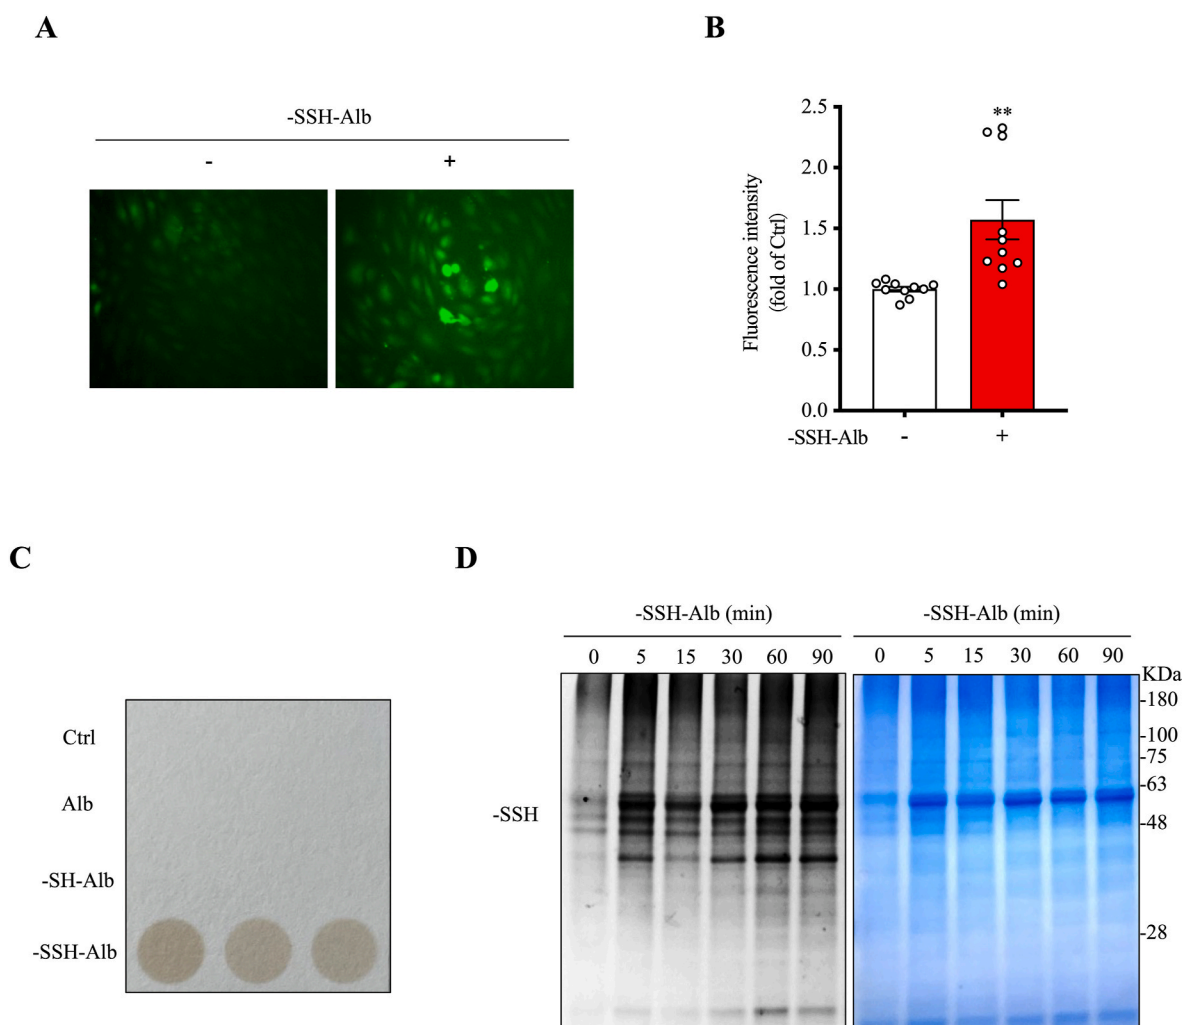 A
-SSH-Alb
- +
B
Fluorescence intensity
(fold of Ctrl)
2.5
2.0
1.5
1.0
0.5
0.0
**
-SSH-Alb - +
C
Ctrl
Alb
-SH-Alb
-SSH-Alb
D
-SSH-Alb (min) -SSH-Alb (min)
0 5 15 30 60 90 0 5 15 30 60 90
KDa
-180
-100
-75
-63
-48
-28
-SSH